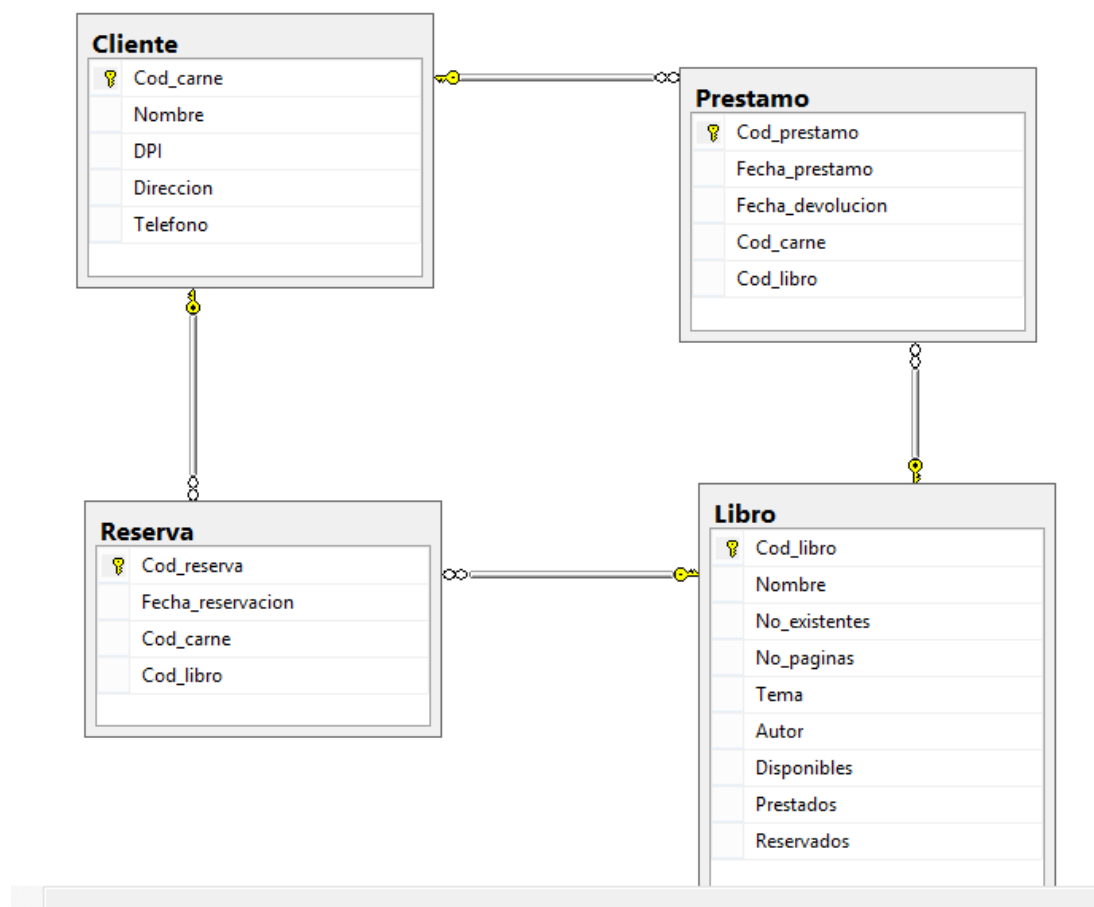 Cliente
Cod_carne
Nombre
DPI
Direccion
Telefono
Prestamo
Cod_prestamo
Fecha_prestamo
Fecha_devolucion
Cod_carne
Cod_libro
Reserva
Cod_reserva
Fecha_reservacion
Cod_carne
Cod_libro
Libro
Cod_libro
Nombre
No_existentes
No_paginas
Tema
Autor
Disponibles
Prestados
Reservados